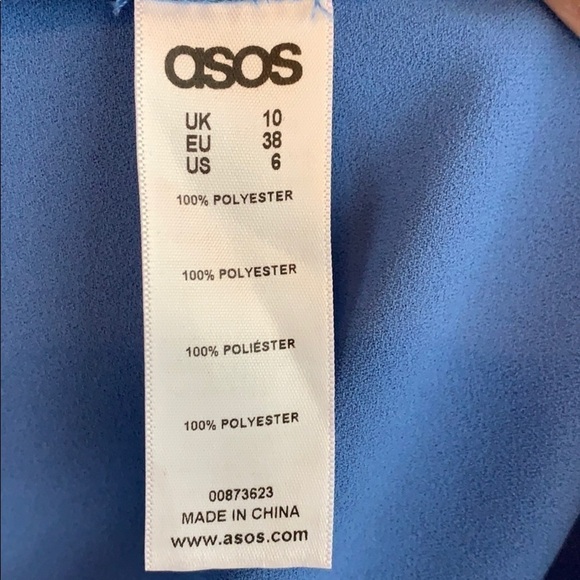 asos
UK 10
EU 38
US 6
100% POLYESTER
100% POLYESTER
100% POLIÉSTER
100% POLYESTER
00873623
MADE IN CHINA
www.asos.com